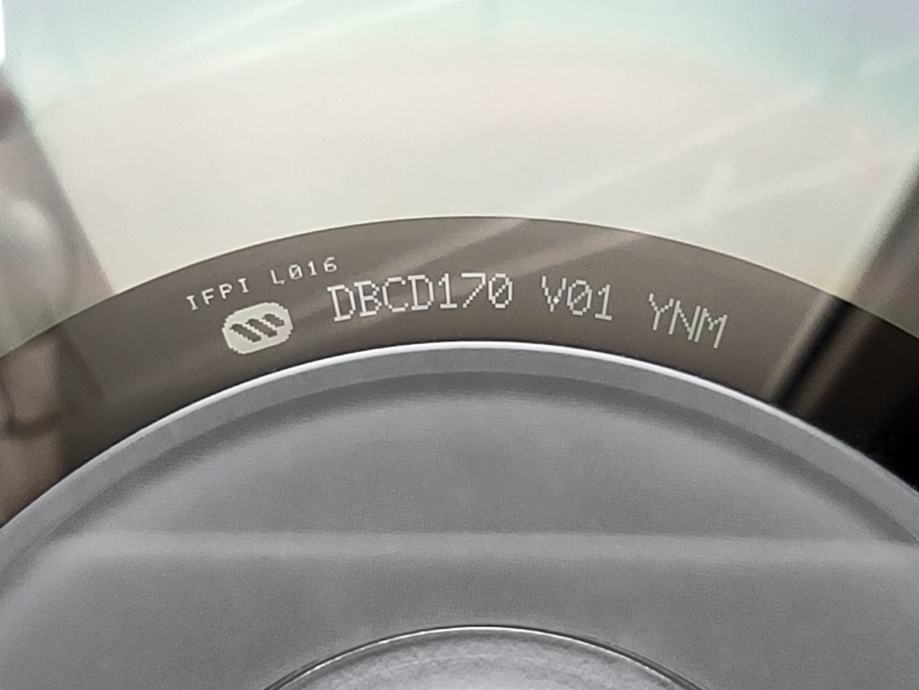 IFPI L016
DBCD170 V01 YNM